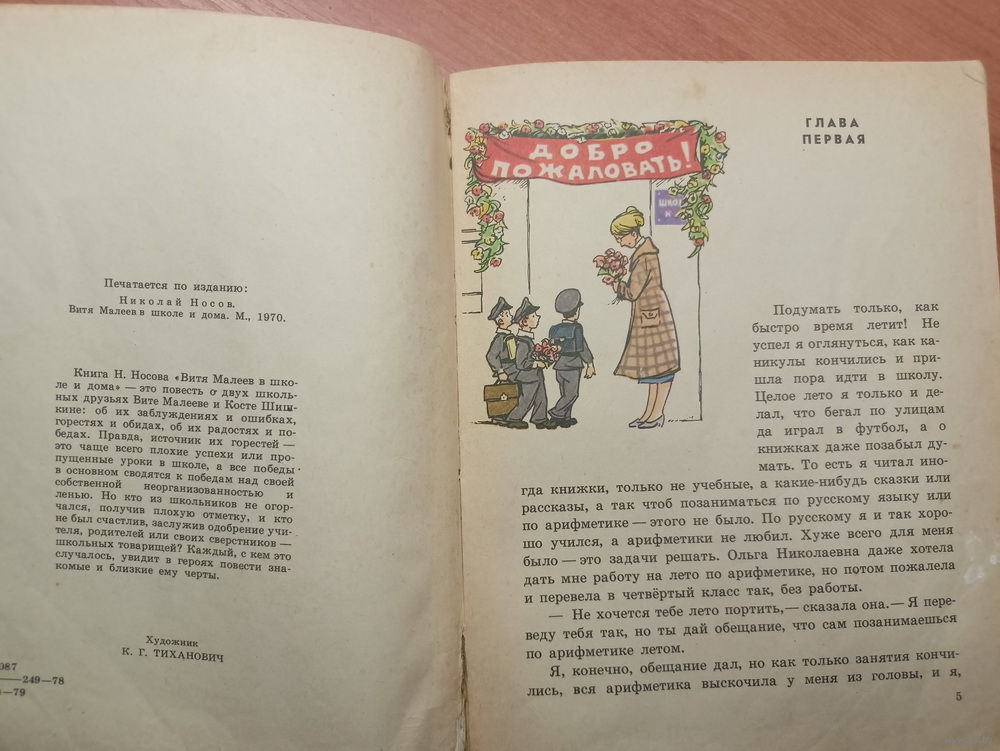 Печатается по изданию:
Николай Носов.
Витя Малеев в школе и дома. М., 1970.
Книга Н. Носова «Витя Малеев в шко-
ле и дома» — это повесть о двух школь-
ных друзьях Вите Малееве и Косте Шиш-
кине: об их заблуждениях и ошибках,
горестях и обидах, об их радостях и по-
бедах. Правда, источник их горестей —
это чаще всего плохие успехи или про-
пущенные уроки в школе, а все победы
в основном сводятся к победам над своей
собственной неорганизованностью и
ленью. Но кто из школьников не огор-
чался, получив плохую отметку, и кто
не был счастлив, заслужив одобрение учи-
теля, родителей или своих сверстников —
школьных товарищей? Каждый, с кем это
случалось, увидит в героях повести зна-
комые и близкие ему черты.
Художник
К. Г. ТИХАНОВИЧ
087
—249—78
—79
ДОБРО
ПОЖАЛОВАТЬ!
ШКОЛ
ГЛАВА
ПЕРВАЯ
Подумать только, как
быстро время летит! Не
успел я оглянуться, как ка-
никулы кончились и при-
шла пора идти в школу.
Целое лето я только и де-
лал, что бегал по улицам
да играл в футбол, а о
книжках даже позабыл ду-
мать. То есть я читал ино-
гда книжки, только не учебные, а какие-нибудь сказки или
рассказы, а так чтоб позаниматься по русскому языку или
по арифметике — этого не было. По русскому я и так хоро-
шо учился, а арифметики не любил. Хуже всего для меня
было — это задачи решать. Ольга Николаевна даже хотела
дать мне работу на лето по арифметике, но потом пожалела
и перевела в четвёртый класс так, без работы.
— Не хочется тебе лето портить,— сказала она.— Я пере-
веду тебя так, но ты дай обещание, что сам позанимаешься
по арифметике летом.
Я, конечно, обещание дал, но как только занятия кончи-
лись, вся арифметика выскочила у меня из головы, и я,
5